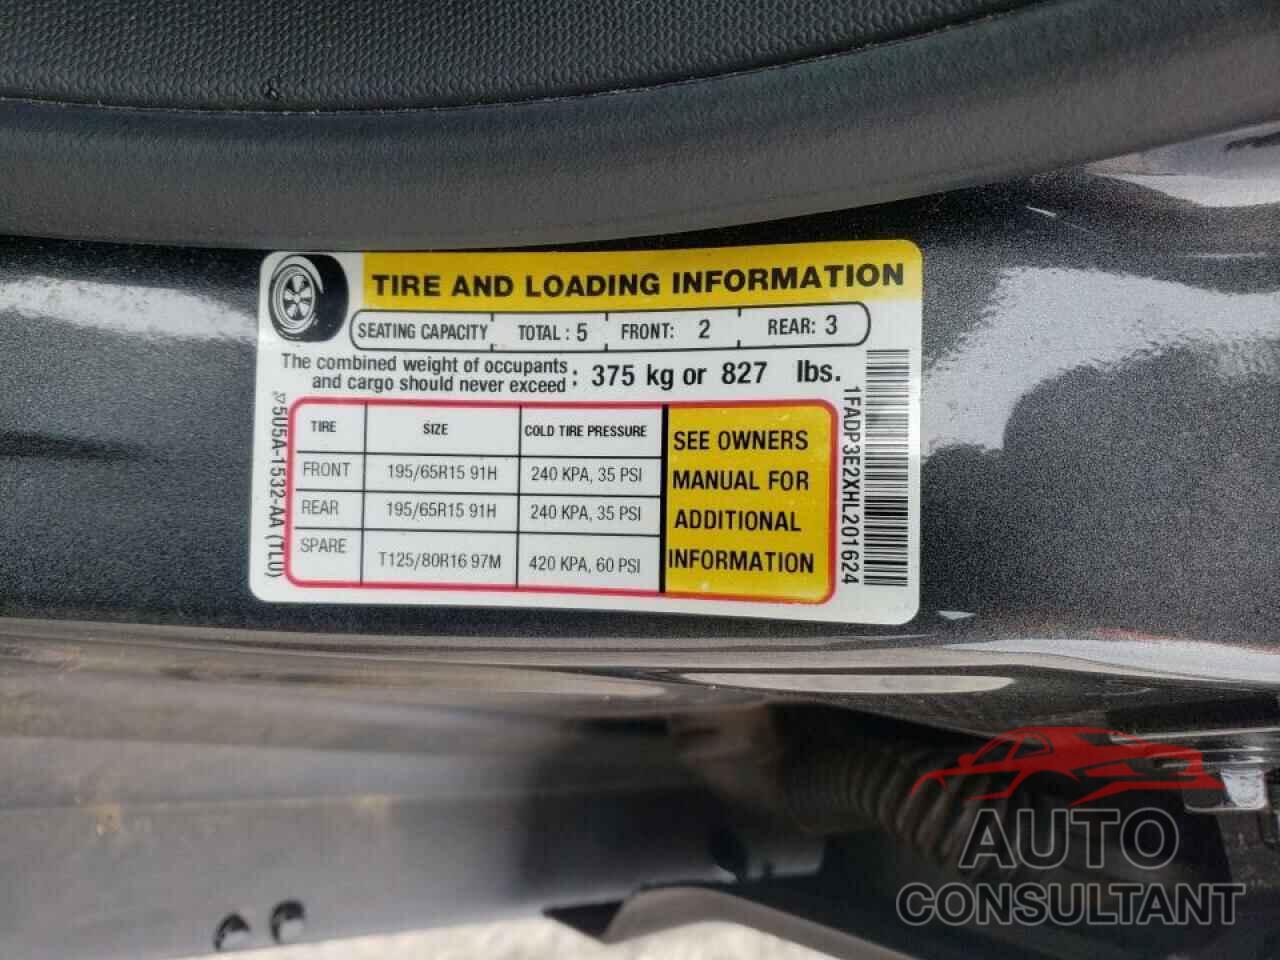 TIRE AND LOADING INFORMATION
SEATING CAPACITY TOTAL : 5 FRONT: 2 REAR: 3
The combined weight of occupants
and cargo should never exceed : 375 kg or 827 lbs.
TIRE SIZE COLD TIRE PRESSURE
FRONT 195/65R15 91H 240 KPA, 35 PSI
REAR 195/65R15 91H 240 KPA, 35 PSI
SPARE T125/80R16 97M 420 KPA, 60 PSI
SEE OWNERS
MANUAL FOR
ADDITIONAL
INFORMATION
5U5A-1532-AA (TLU)
1FADP3E2XHL201624
AUTO
CONSULTANT